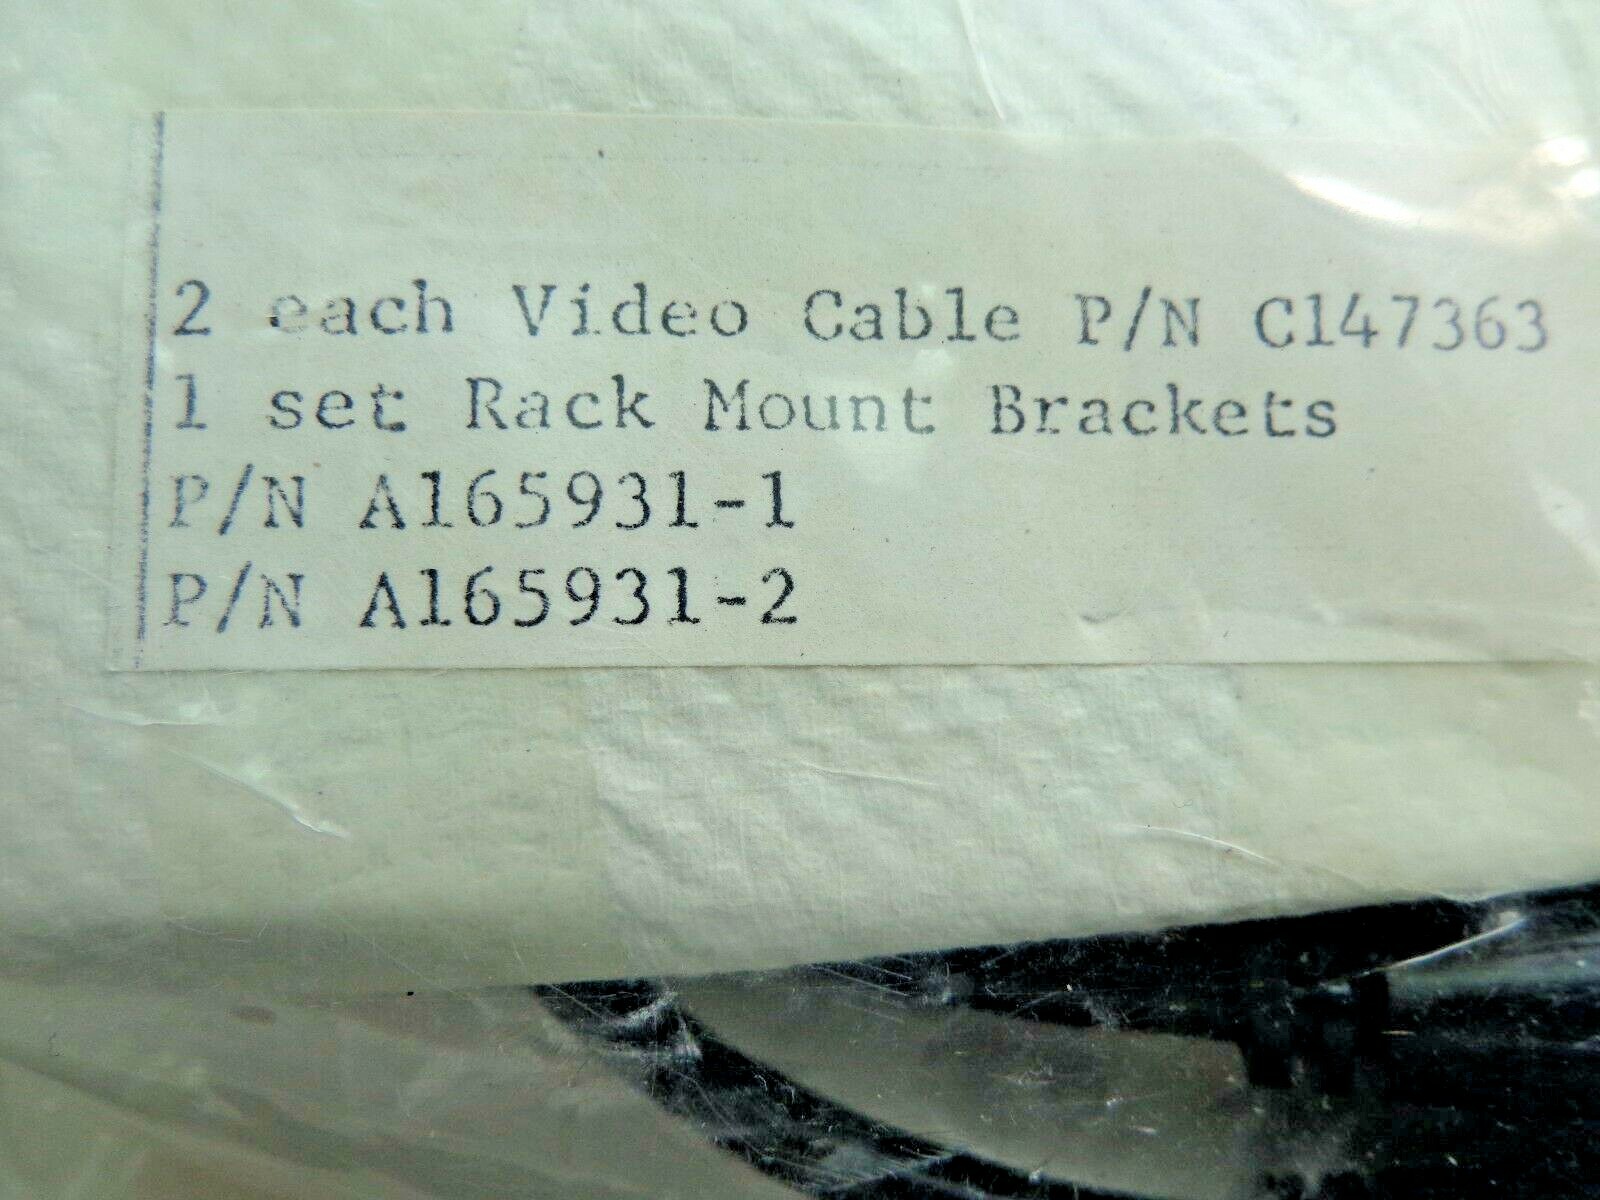 2 each Video Cable P/N C147363
1 set Rack Mount Brackets
P/N A165931-1
P/N A165931-2